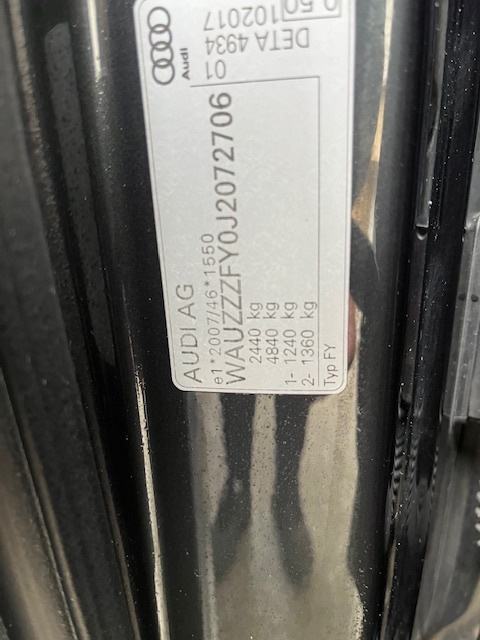 AUDI AG
e1*2007/46*1550
WAUZZZFY0J2072706
2440 kg
4840 kg
1- 1240 kg
2- 1360 kg
Typ FY
Audi
01
DETA 4934
102017
0.50